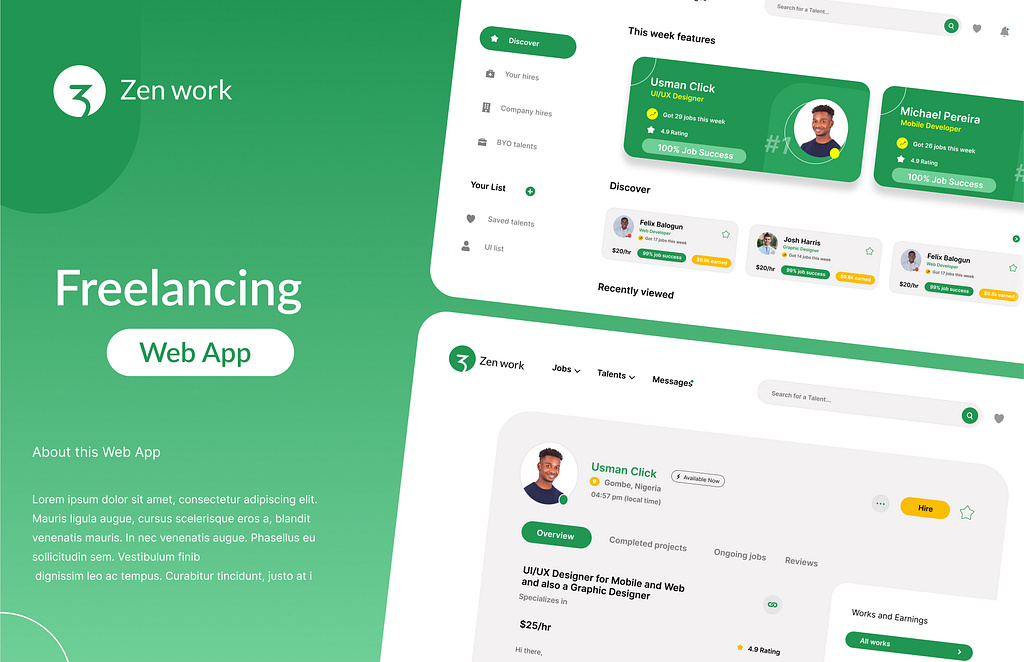 Zen work
Freelancing
Web App
About this Web App
Lorem ipsum dolor sit amet, consectetur adipiscing elit.
Mauris ligula augue, cursus scelerisque eros a, blandit
venenatis mauris. In nec venenatis augue. Phasellus eu
sollicitudin sem. Vestibulum finib
dignissim leo ac tempus. Curabitur tincidunt, justo at i
Search for a Talent...
Discover
Your hires
Company hires
BYO talents
Your List
Saved talents
UI list
This week features
Usman Click
UI/UX Designer
Got 29 jobs this week
4.9 Rating
100% Job Success
#1
Michael Pereira
Mobile Developer
Got 26 jobs this week
4.9 Rating
100% Job Success
#
Discover
Felix Balogun
Web Developer
Got 17 jobs this week
$20/hr
99% job success
$9.8k earned
Josh Harris
Graphic Designer
Got 14 jobs this week
$20/hr
99% job success
$9.8k earned
Felix Balogun
Web Developer
Got 17 jobs this week
$20/hr
99% job success
$9.8k earned
Recently viewed
Zen work
Jobs
Talents
Messages
Search for a Talent...
Usman Click
Available Now
Gombe, Nigeria
04:57 pm (local time)
Hire
Overview
Completed projects
Ongoing jobs
Reviews
UI/UX Designer for Mobile and Web
and also a Graphic Designer
Specializes in
$25/hr
Hi there,
4.9 Rating
Works and Earnings
All works